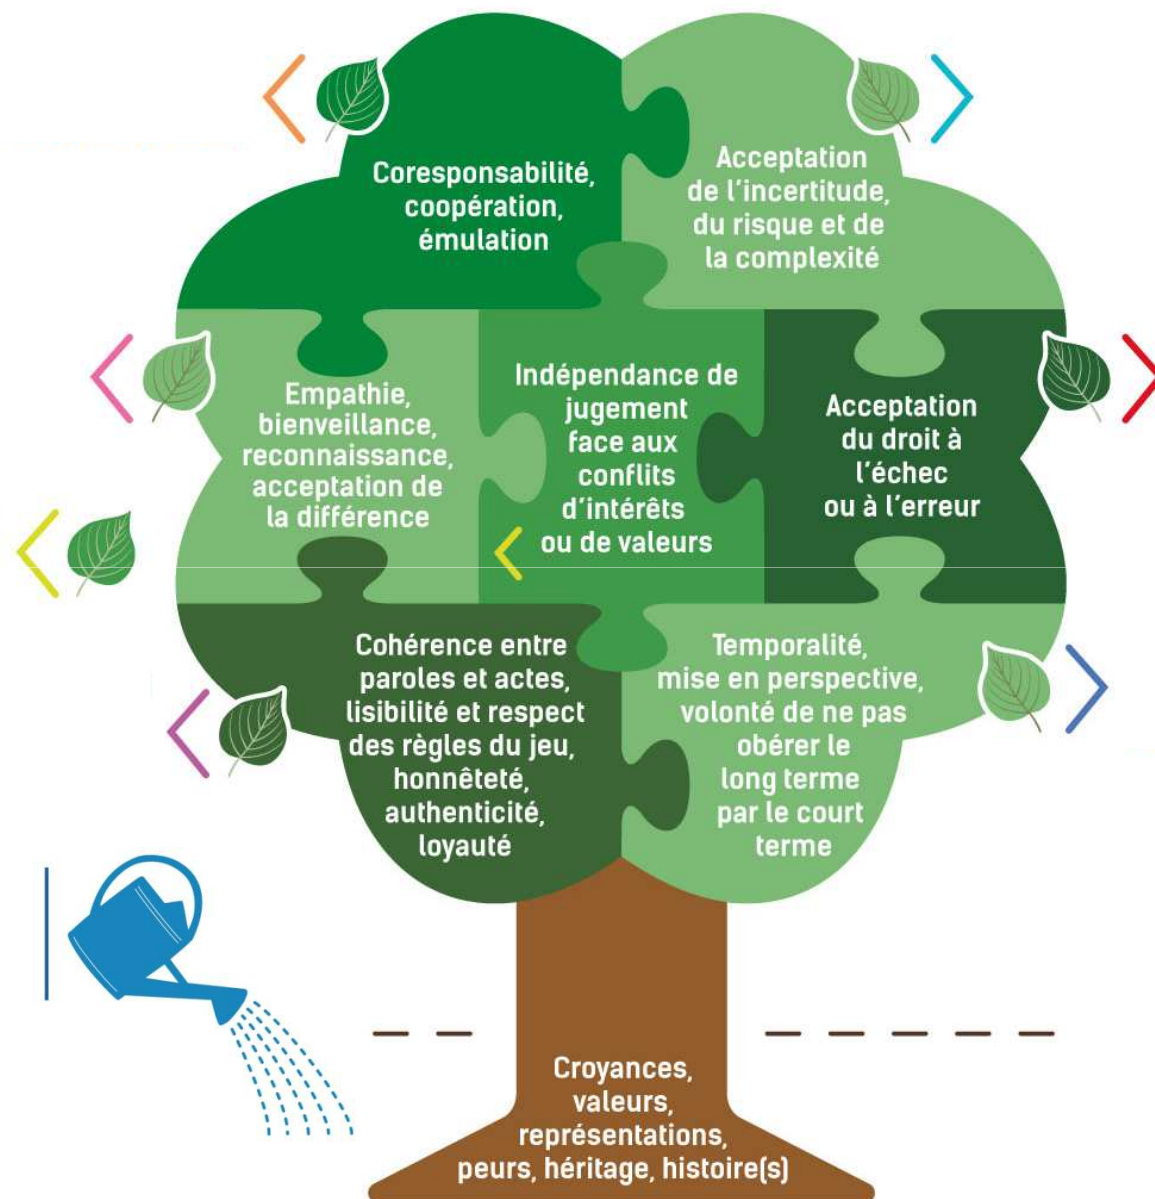 Coresponsabilité,
coopération,
émulation
Acceptation
de l'incertitude,
du risque et de
la complexité
Empathie,
bienveillance,
reconnaissance,
acceptation de
la différence
Indépendance de
jugement
face aux
conflits
d'intérêts
ou de valeurs
Acceptation
du droit à
l'échec
ou à l'erreur
Cohérence entre
paroles et actes,
lisibilité et respect
des règles du jeu,
honnêteté,
authenticité,
loyauté
Temporalité,
mise en perspective,
volonté de ne pas
obérer le
long terme
par le court
terme
Croyances,
valeurs,
représentations,
peurs, héritage, histoire(s)